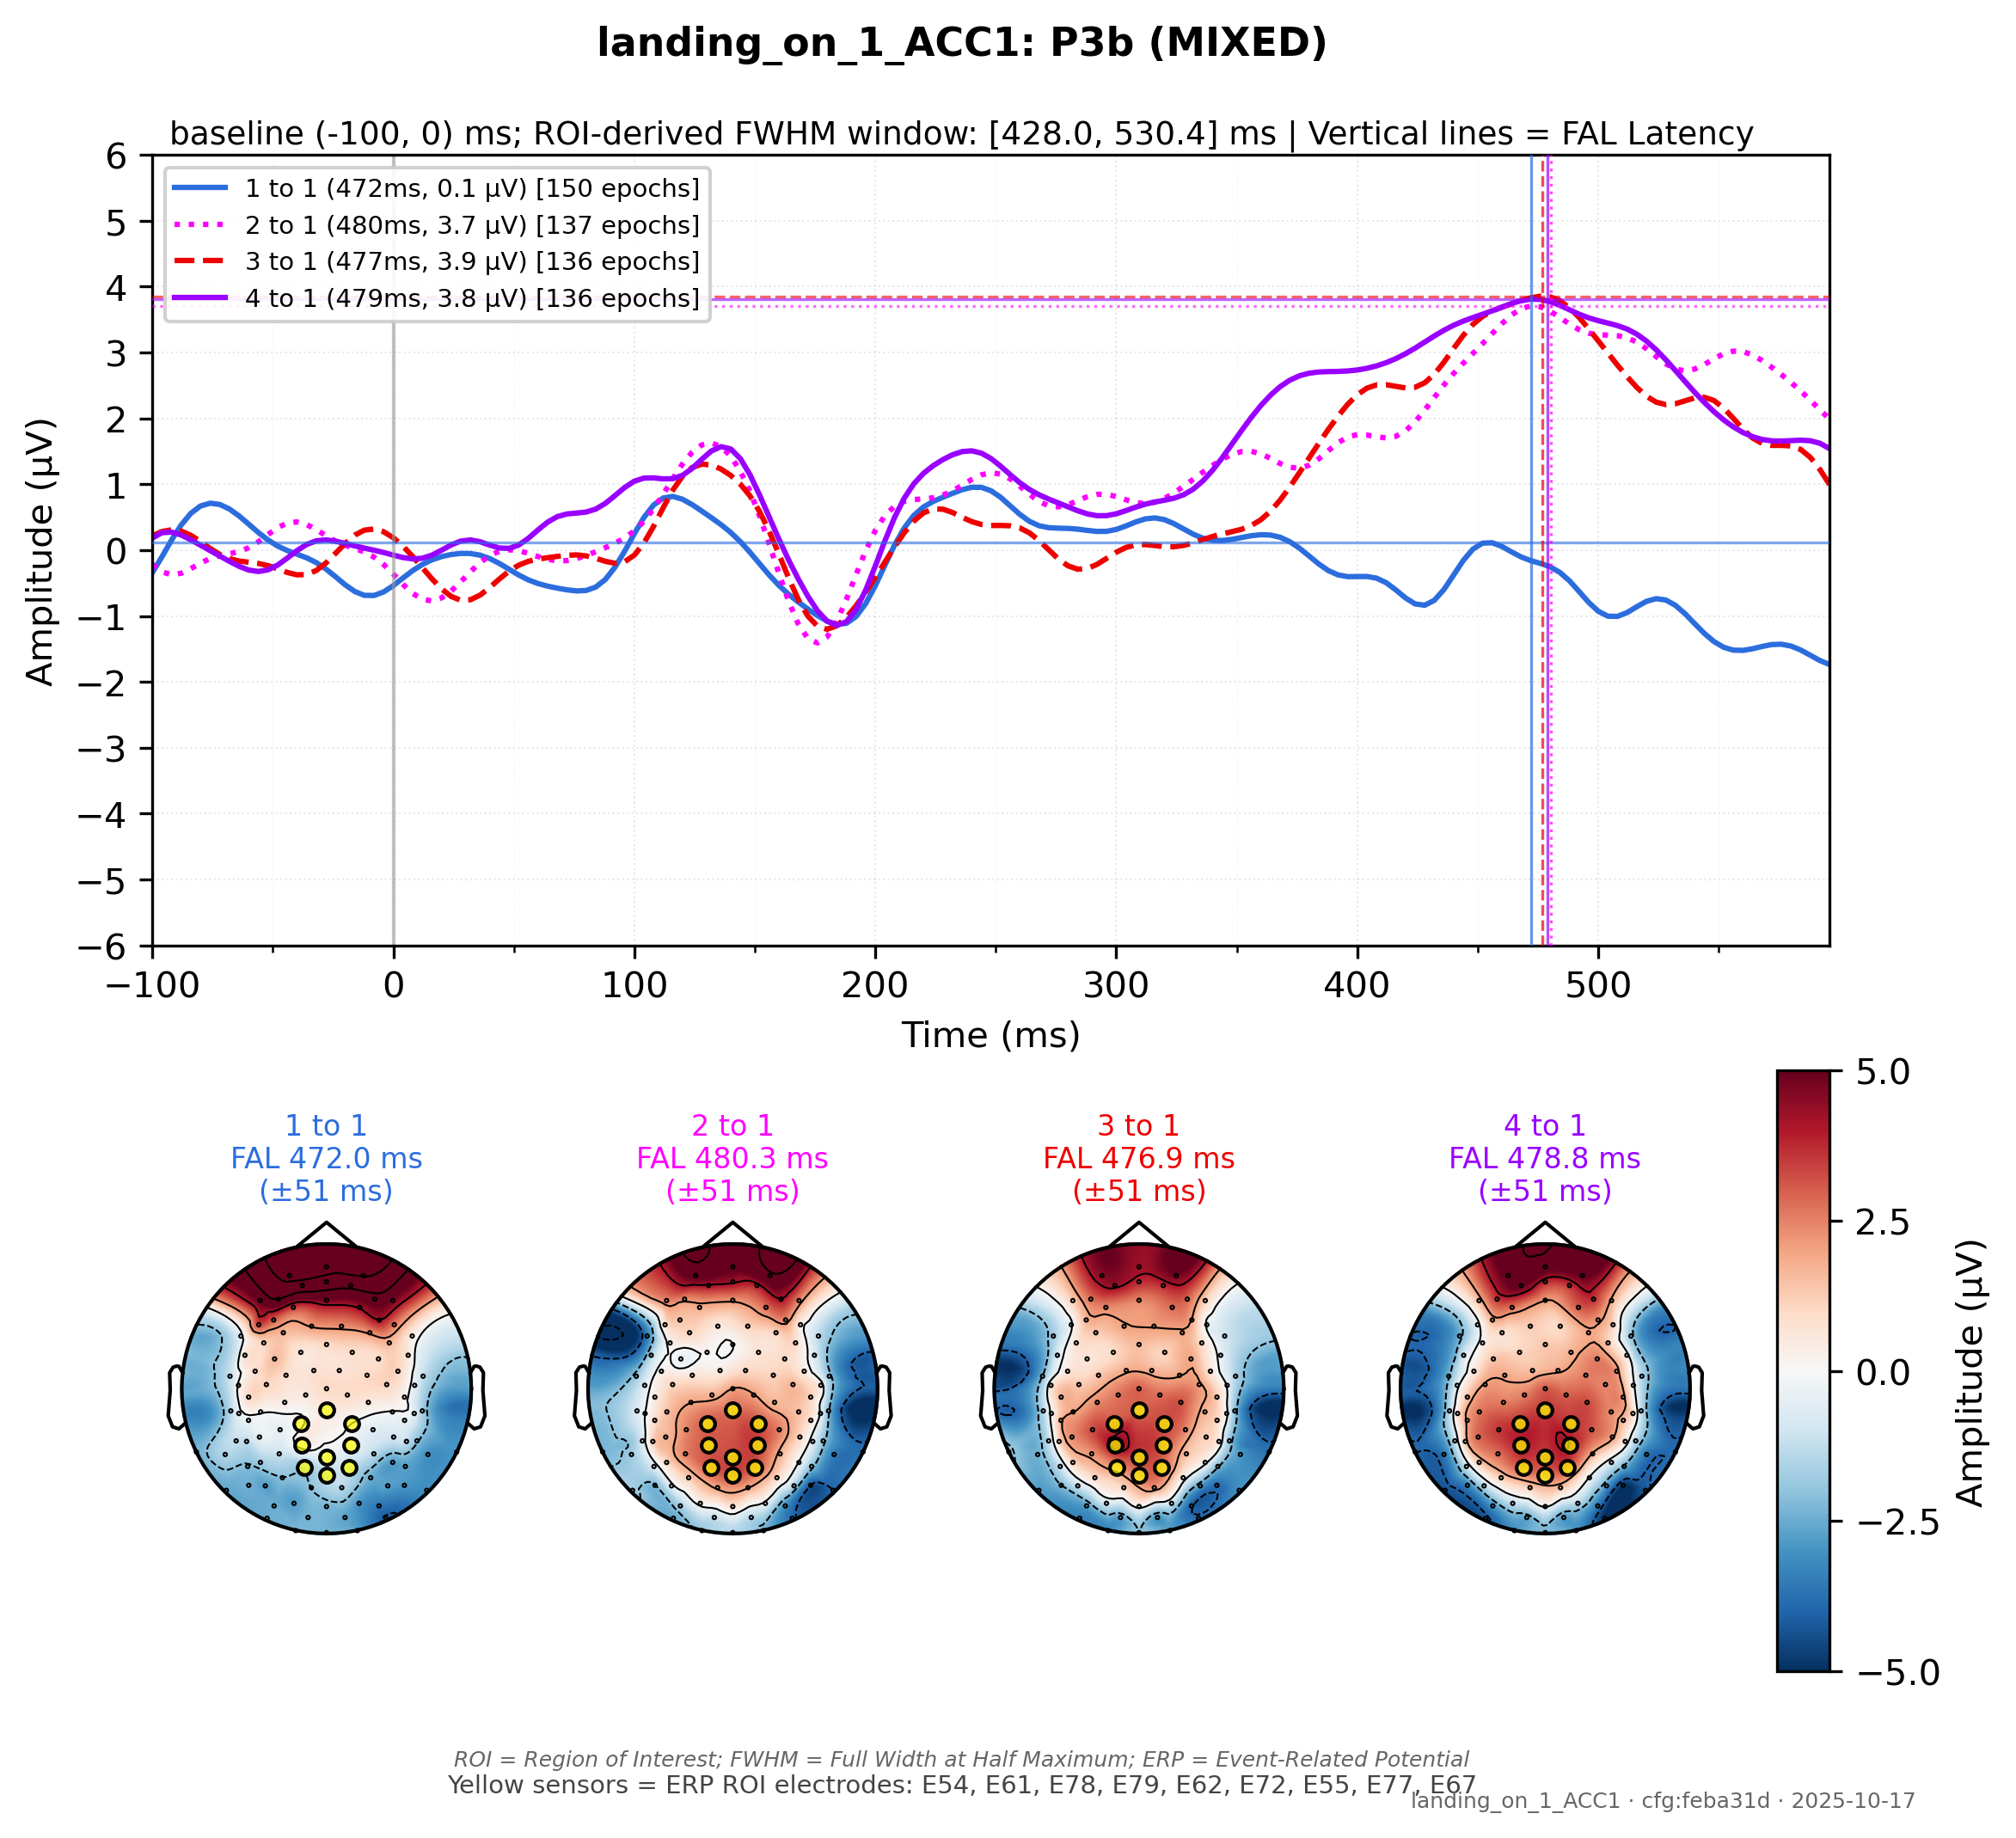 landing_on_1_ACC1: P3b (MIXED)
baseline (-100, 0) ms; ROI-derived FWHM window: [428.0, 530.4] ms | Vertical lines = FAL Latency
1 to 1 (472ms, 0.1 µV) [150 epochs]
2 to 1 (480ms, 3.7 µV) [137 epochs]
3 to 1 (477ms, 3.9 µV) [136 epochs]
4 to 1 (479ms, 3.8 µV) [136 epochs]
Amplitude (µV)
6
5
4
3
2
1
0
−1
−2
−3
−4
−5
−6
−100 0 100 200 300 400 500
Time (ms)
1 to 1
FAL 472.0 ms
(±51 ms)
2 to 1
FAL 480.3 ms
(±51 ms)
3 to 1
FAL 476.9 ms
(±51 ms)
4 to 1
FAL 478.8 ms
(±51 ms)
5.0
2.5
0.0
−2.5
−5.0
Amplitude (µV)
ROI = Region of Interest; FWHM = Full Width at Half Maximum; ERP = Event-Related Potential
Yellow sensors = ERP ROI electrodes: E54, E61, E78, E79, E62, E72, E55, E77, E67
landing_on_1_ACC1 · cfg:feba31d · 2025-10-17